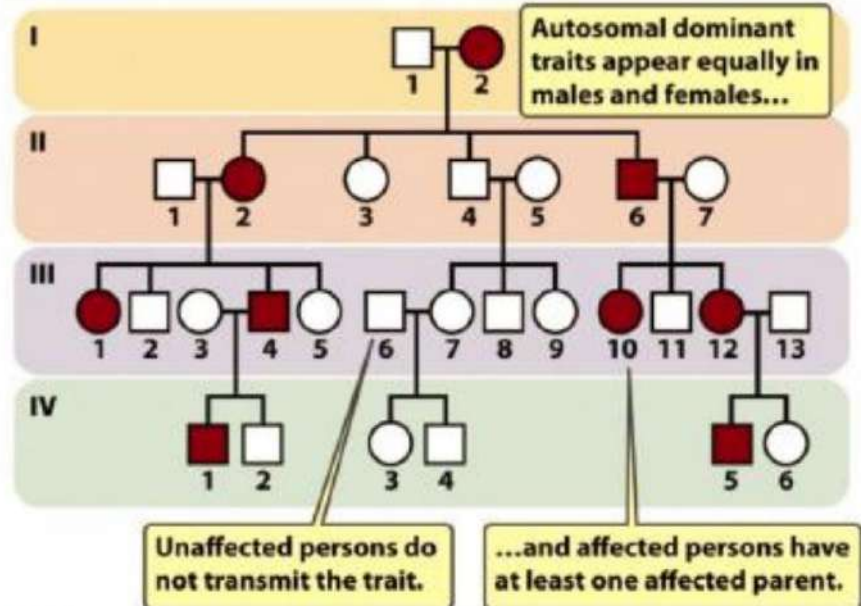 I
Autosomal dominant
traits appear equally in
males and females...
1 2
II
1 2 3 4 5 6 7
III
1 2 3 4 5 6 7 8 9 10 11 12 13
IV
1 2 3 4 5 6
Unaffected persons do
not transmit the trait.
...and affected persons have
at least one affected parent.